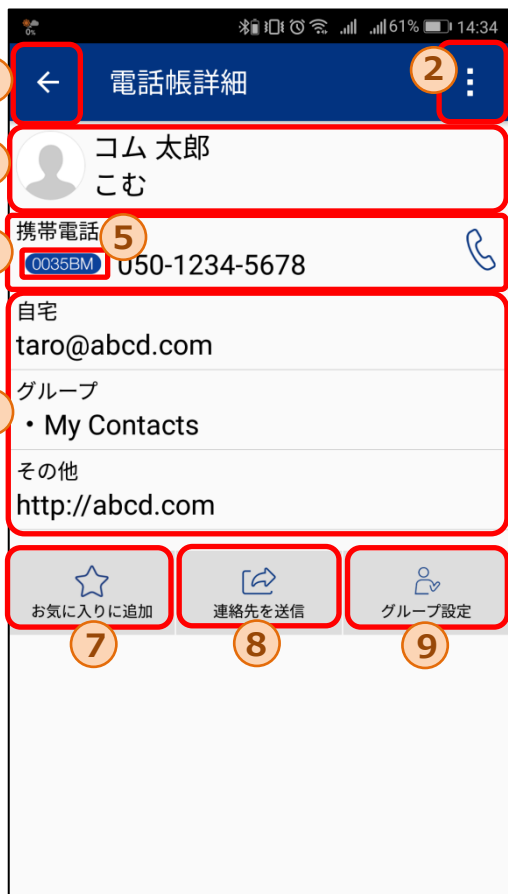 0% 61% 14:34
電話帳詳細 2
コム 太郎
こむ
携帯電話 5
0035BM 050-1234-5678
自宅
taro@abcd.com
グループ
・My Contacts
その他
http://abcd.com
お気に入りに追加 連絡先を送信 グループ設定
7 8 9